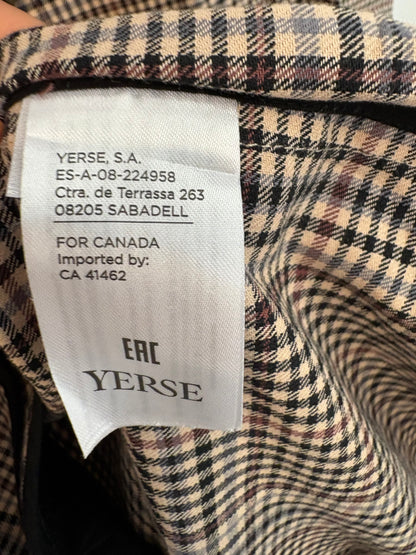 YERSE, S.A.
ES-A-08-224958
Ctra. de Terrassa 263
08205 SABADELL
FOR CANADA
Imported by:
CA 41462
EAC
YERSE